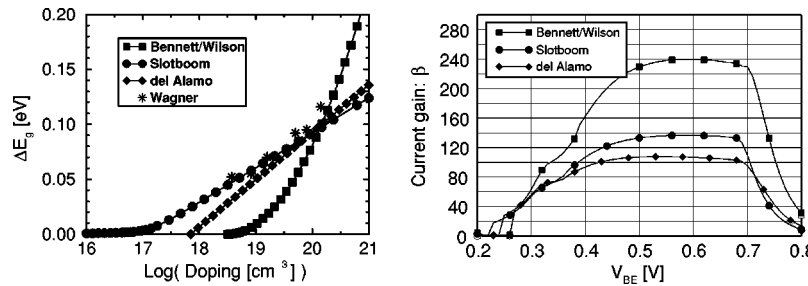 0.20
0.15
0.10
0.05
0.00
ΔE_g [eV]
Bennett/Wilson
Slotboom
del Alamo
Wagner
16 17 18 19 20 21
Log( Doping [cm^3] )
280
240
200
160
120
80
40
0
Current gain: β
Bennett/Wilson
Slotboom
del Alamo
0.2 0.3 0.4 0.5 0.6 0.7 0.8
V_BE [V]